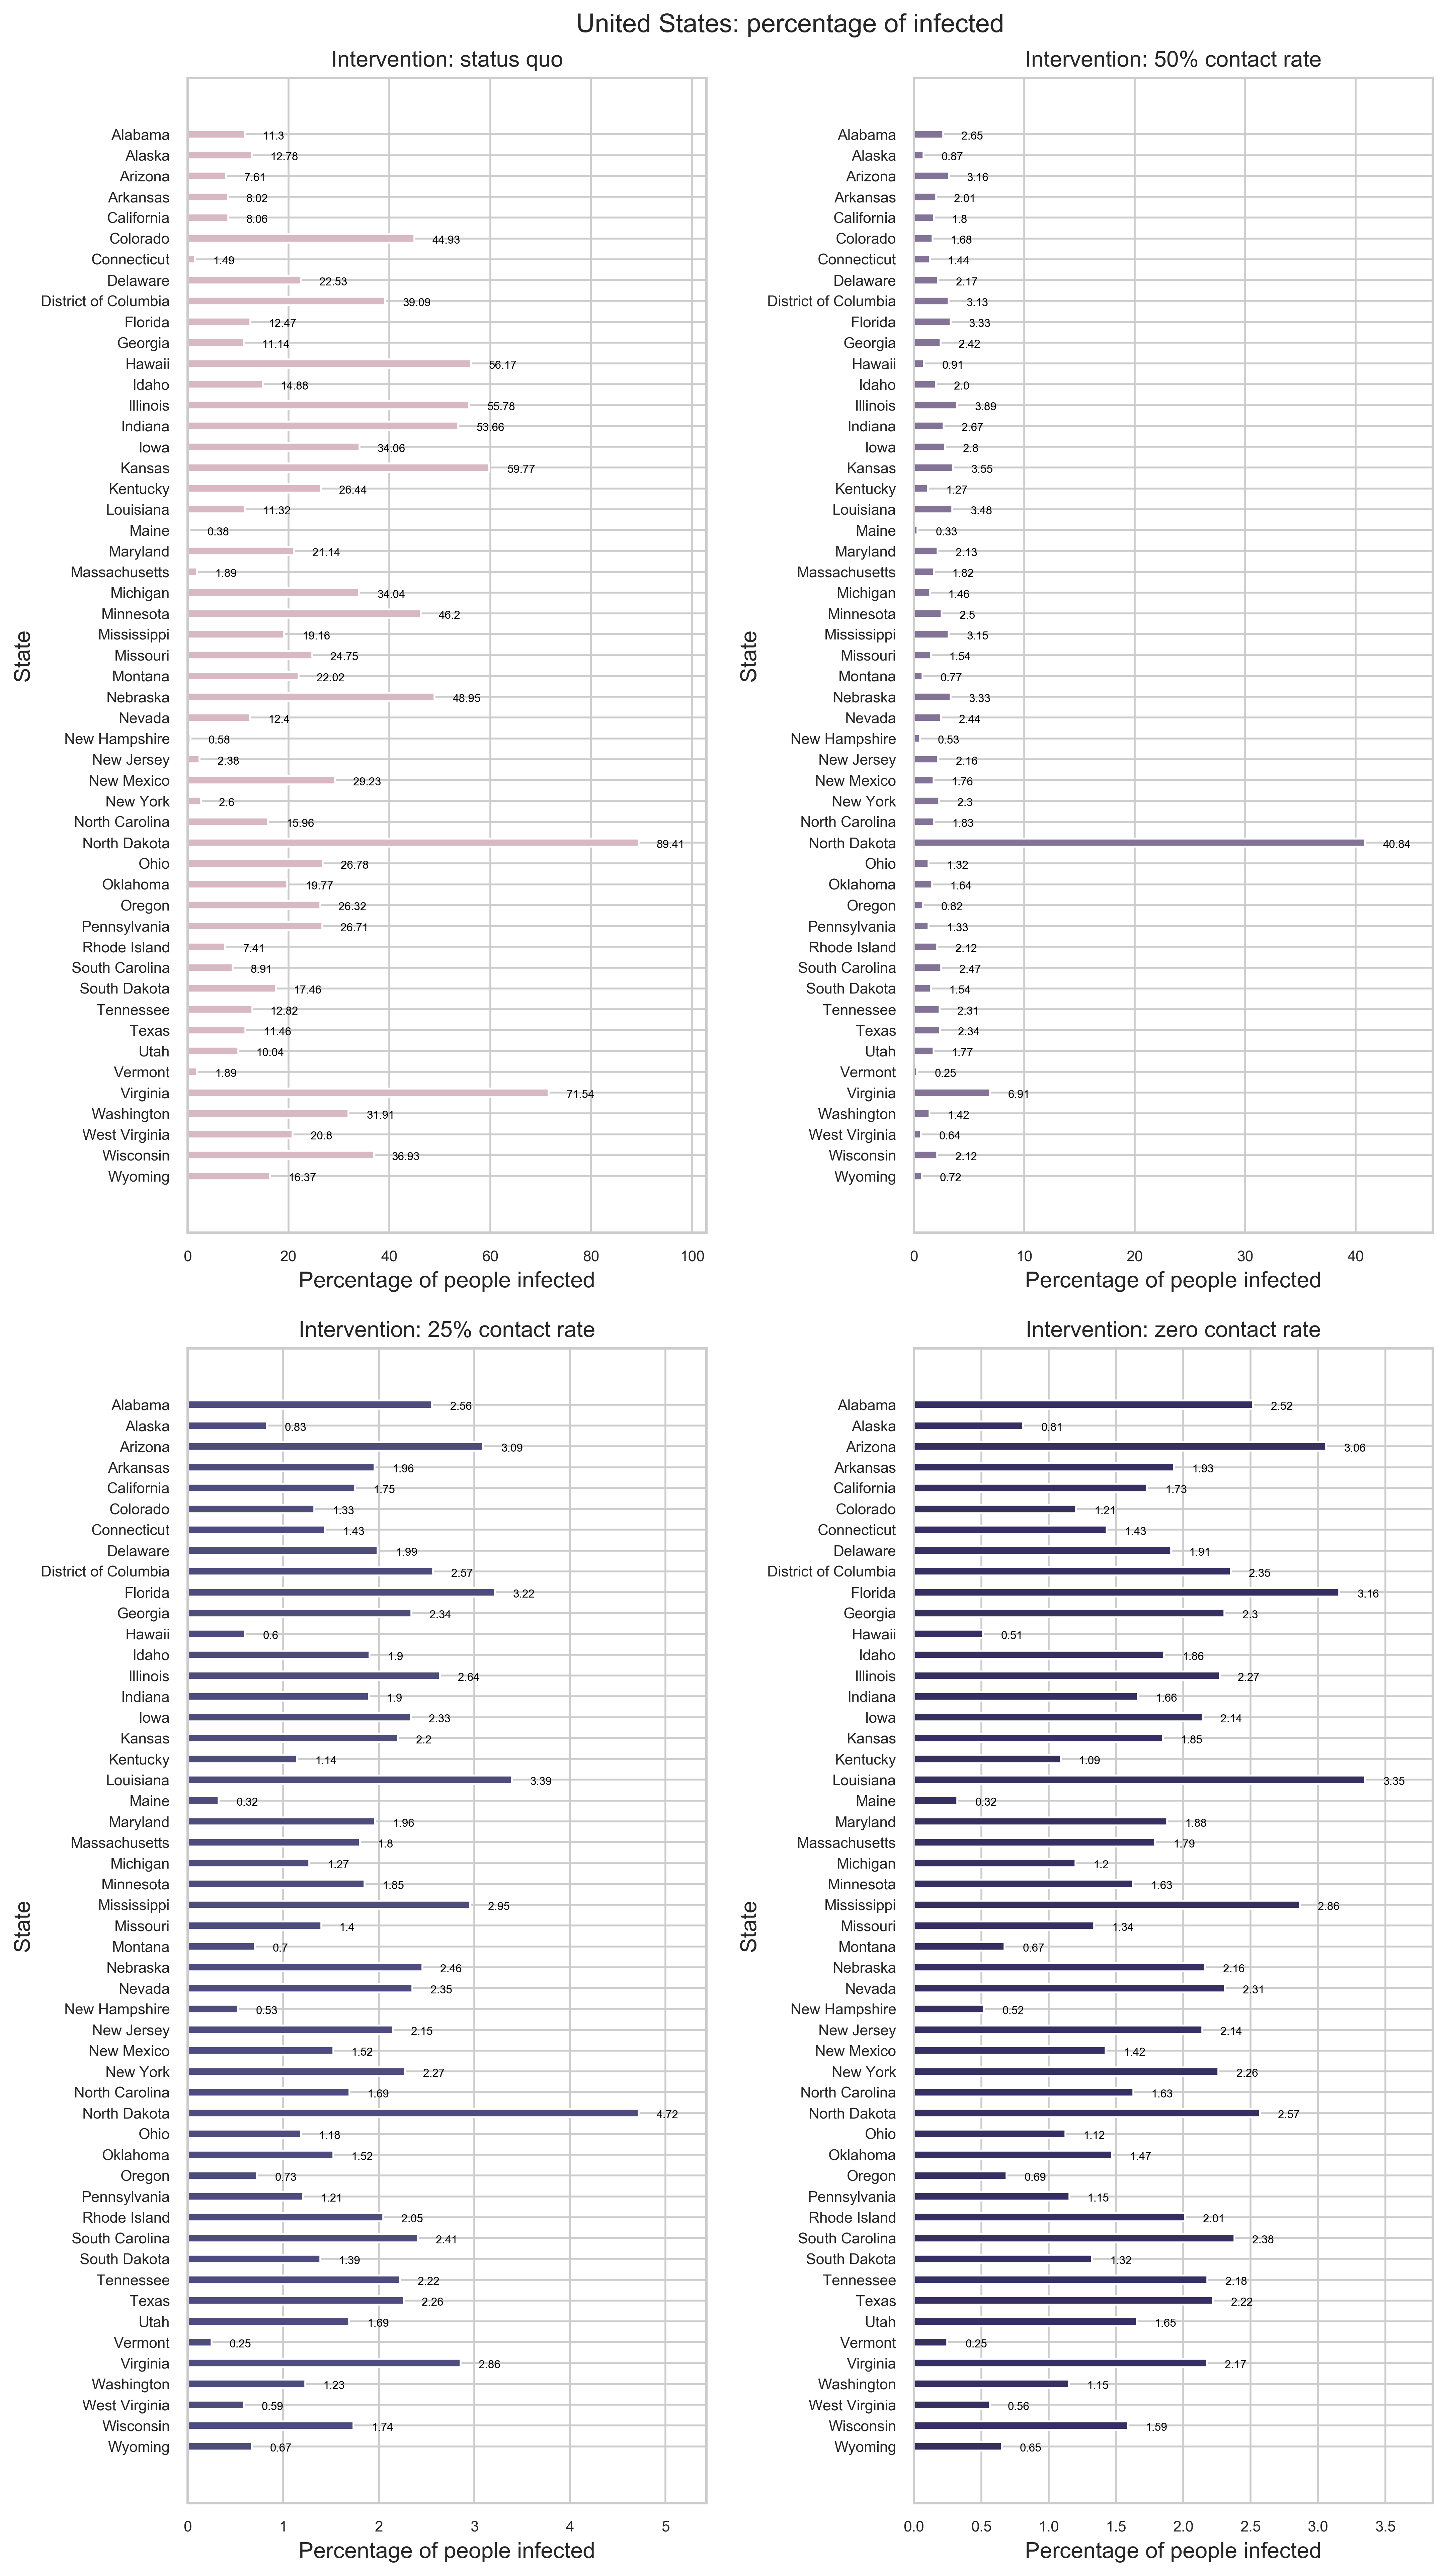 United States: percentage of infected
Intervention: status quo
State
Alabama 11.3
Alaska 12.78
Arizona 7.61
Arkansas 8.02
California 8.06
Colorado 44.93
Connecticut 1.49
Delaware 22.53
District of Columbia 39.09
Florida 12.47
Georgia 11.14
Hawaii 56.17
Idaho 14.88
Illinois 55.78
Indiana 53.66
Iowa 34.06
Kansas 59.77
Kentucky 26.44
Louisiana 11.32
Maine 0.38
Maryland 21.14
Massachusetts 1.89
Michigan 34.04
Minnesota 46.2
Mississippi 19.16
Missouri 24.75
Montana 22.02
Nebraska 48.95
Nevada 12.4
New Hampshire 0.58
New Jersey 2.38
New Mexico 29.23
New York 2.6
North Carolina 15.96
North Dakota 89.41
Ohio 26.78
Oklahoma 19.77
Oregon 26.32
Pennsylvania 26.71
Rhode Island 7.41
South Carolina 8.91
South Dakota 17.46
Tennessee 12.82
Texas 11.46
Utah 10.04
Vermont 1.89
Virginia 71.54
Washington 31.91
West Virginia 20.8
Wisconsin 36.93
Wyoming 16.37
0 20 40 60 80 100
Percentage of people infected
Intervention: 50% contact rate
State
Alabama 2.65
Alaska 0.87
Arizona 3.16
Arkansas 2.01
California 1.8
Colorado 1.68
Connecticut 1.44
Delaware 2.17
District of Columbia 3.13
Florida 3.33
Georgia 2.42
Hawaii 0.91
Idaho 2.0
Illinois 3.89
Indiana 2.67
Iowa 2.8
Kansas 3.55
Kentucky 1.27
Louisiana 3.48
Maine 0.33
Maryland 2.13
Massachusetts 1.82
Michigan 1.46
Minnesota 2.5
Mississippi 3.15
Missouri 1.54
Montana 0.77
Nebraska 3.33
Nevada 2.44
New Hampshire 0.53
New Jersey 2.16
New Mexico 1.76
New York 2.3
North Carolina 1.83
North Dakota 40.84
Ohio 1.32
Oklahoma 1.64
Oregon 0.82
Pennsylvania 1.33
Rhode Island 2.12
South Carolina 2.47
South Dakota 1.54
Tennessee 2.31
Texas 2.34
Utah 1.77
Vermont 0.25
Virginia 6.91
Washington 1.42
West Virginia 0.64
Wisconsin 2.12
Wyoming 0.72
0 10 20 30 40
Percentage of people infected
Intervention: 25% contact rate
State
Alabama 2.56
Alaska 0.83
Arizona 3.09
Arkansas 1.96
California 1.75
Colorado 1.33
Connecticut 1.43
Delaware 1.99
District of Columbia 2.57
Florida 3.22
Georgia 2.34
Hawaii 0.6
Idaho 1.9
Illinois 2.64
Indiana 1.9
Iowa 2.33
Kansas 2.2
Kentucky 1.14
Louisiana 3.39
Maine 0.32
Maryland 1.96
Massachusetts 1.8
Michigan 1.27
Minnesota 1.85
Mississippi 2.95
Missouri 1.4
Montana 0.7
Nebraska 2.46
Nevada 2.35
New Hampshire 0.53
New Jersey 2.15
New Mexico 1.52
New York 2.27
North Carolina 1.69
North Dakota 4.72
Ohio 1.18
Oklahoma 1.52
Oregon 0.73
Pennsylvania 1.21
Rhode Island 2.05
South Carolina 2.41
South Dakota 1.39
Tennessee 2.22
Texas 2.26
Utah 1.69
Vermont 0.25
Virginia 2.86
Washington 1.23
West Virginia 0.59
Wisconsin 1.74
Wyoming 0.67
0 1 2 3 4 5
Percentage of people infected
Intervention: zero contact rate
State
Alabama 2.52
Alaska 0.81
Arizona 3.06
Arkansas 1.93
California 1.73
Colorado 1.21
Connecticut 1.43
Delaware 1.91
District of Columbia 2.35
Florida 3.16
Georgia 2.3
Hawaii 0.51
Idaho 1.86
Illinois 2.27
Indiana 1.66
Iowa 2.14
Kansas 1.85
Kentucky 1.09
Louisiana 3.35
Maine 0.32
Maryland 1.88
Massachusetts 1.79
Michigan 1.2
Minnesota 1.63
Mississippi 2.86
Missouri 1.34
Montana 0.67
Nebraska 2.16
Nevada 2.31
New Hampshire 0.52
New Jersey 2.14
New Mexico 1.42
New York 2.26
North Carolina 1.63
North Dakota 2.57
Ohio 1.12
Oklahoma 1.47
Oregon 0.69
Pennsylvania 1.15
Rhode Island 2.01
South Carolina 2.38
South Dakota 1.32
Tennessee 2.18
Texas 2.22
Utah 1.65
Vermont 0.25
Virginia 2.17
Washington 1.15
West Virginia 0.56
Wisconsin 1.59
Wyoming 0.65
0.0 0.5 1.0 1.5 2.0 2.5 3.0 3.5
Percentage of people infected